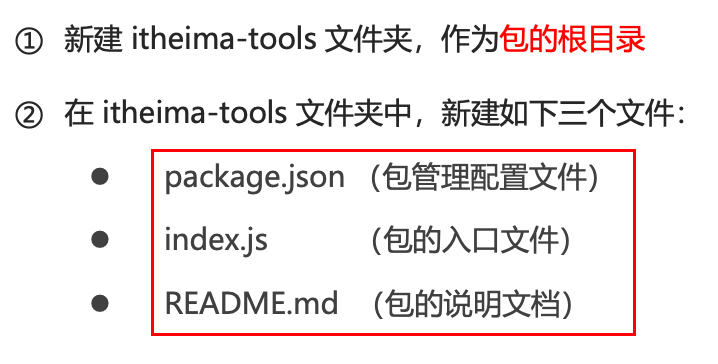 ① 新建 itheima-tools 文件夹，作为包的根目录
② 在 itheima-tools 文件夹中，新建如下三个文件：
● package.json （包管理配置文件）
● index.js （包的入口文件）
● README.md （包的说明文档）